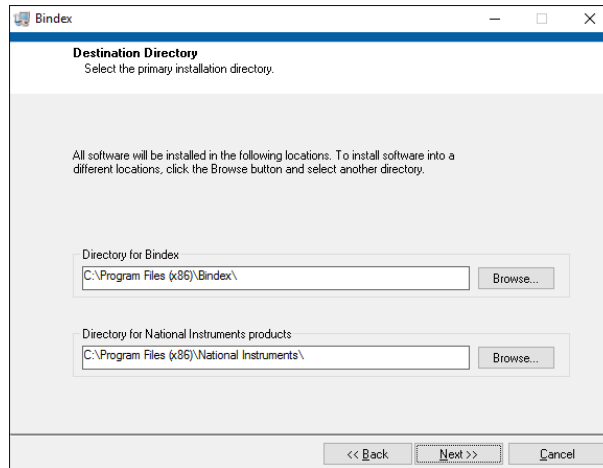 Bindex
Destination Directory
Select the primary installation directory.
All software will be installed in the following locations. To install software into a
different locations, click the Browse button and select another directory.
Directory for Bindex
C:\Program Files (x86)\Bindex\
Browse...
Directory for National Instruments products
C:\Program Files (x86)\National Instruments\
Browse...
<< Back
Next >>
Cancel